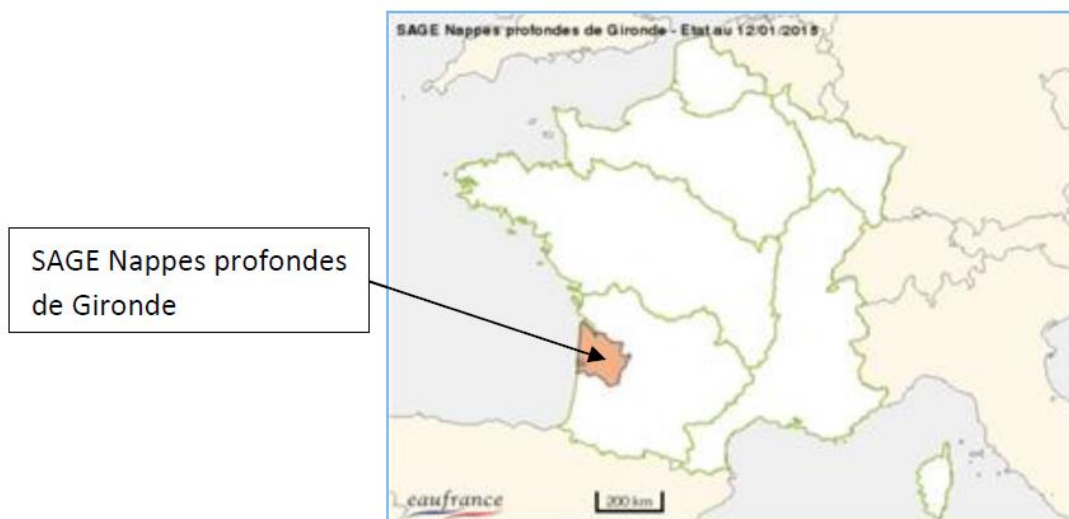 SAGE Nappes profondes de Gironde - Etat au 12/01/2015
SAGE Nappes profondes
de Gironde
eaufrance
200 km